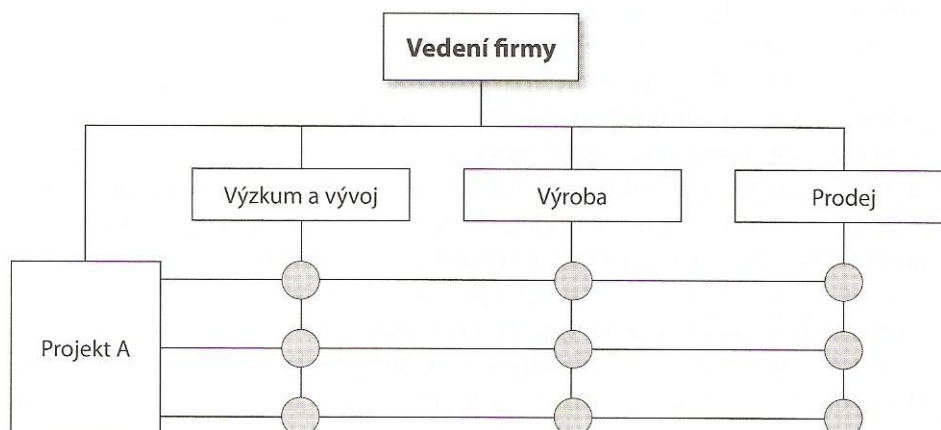 Vedení firmy
Výzkum a vývoj
Výroba
Prodej
Projekt A